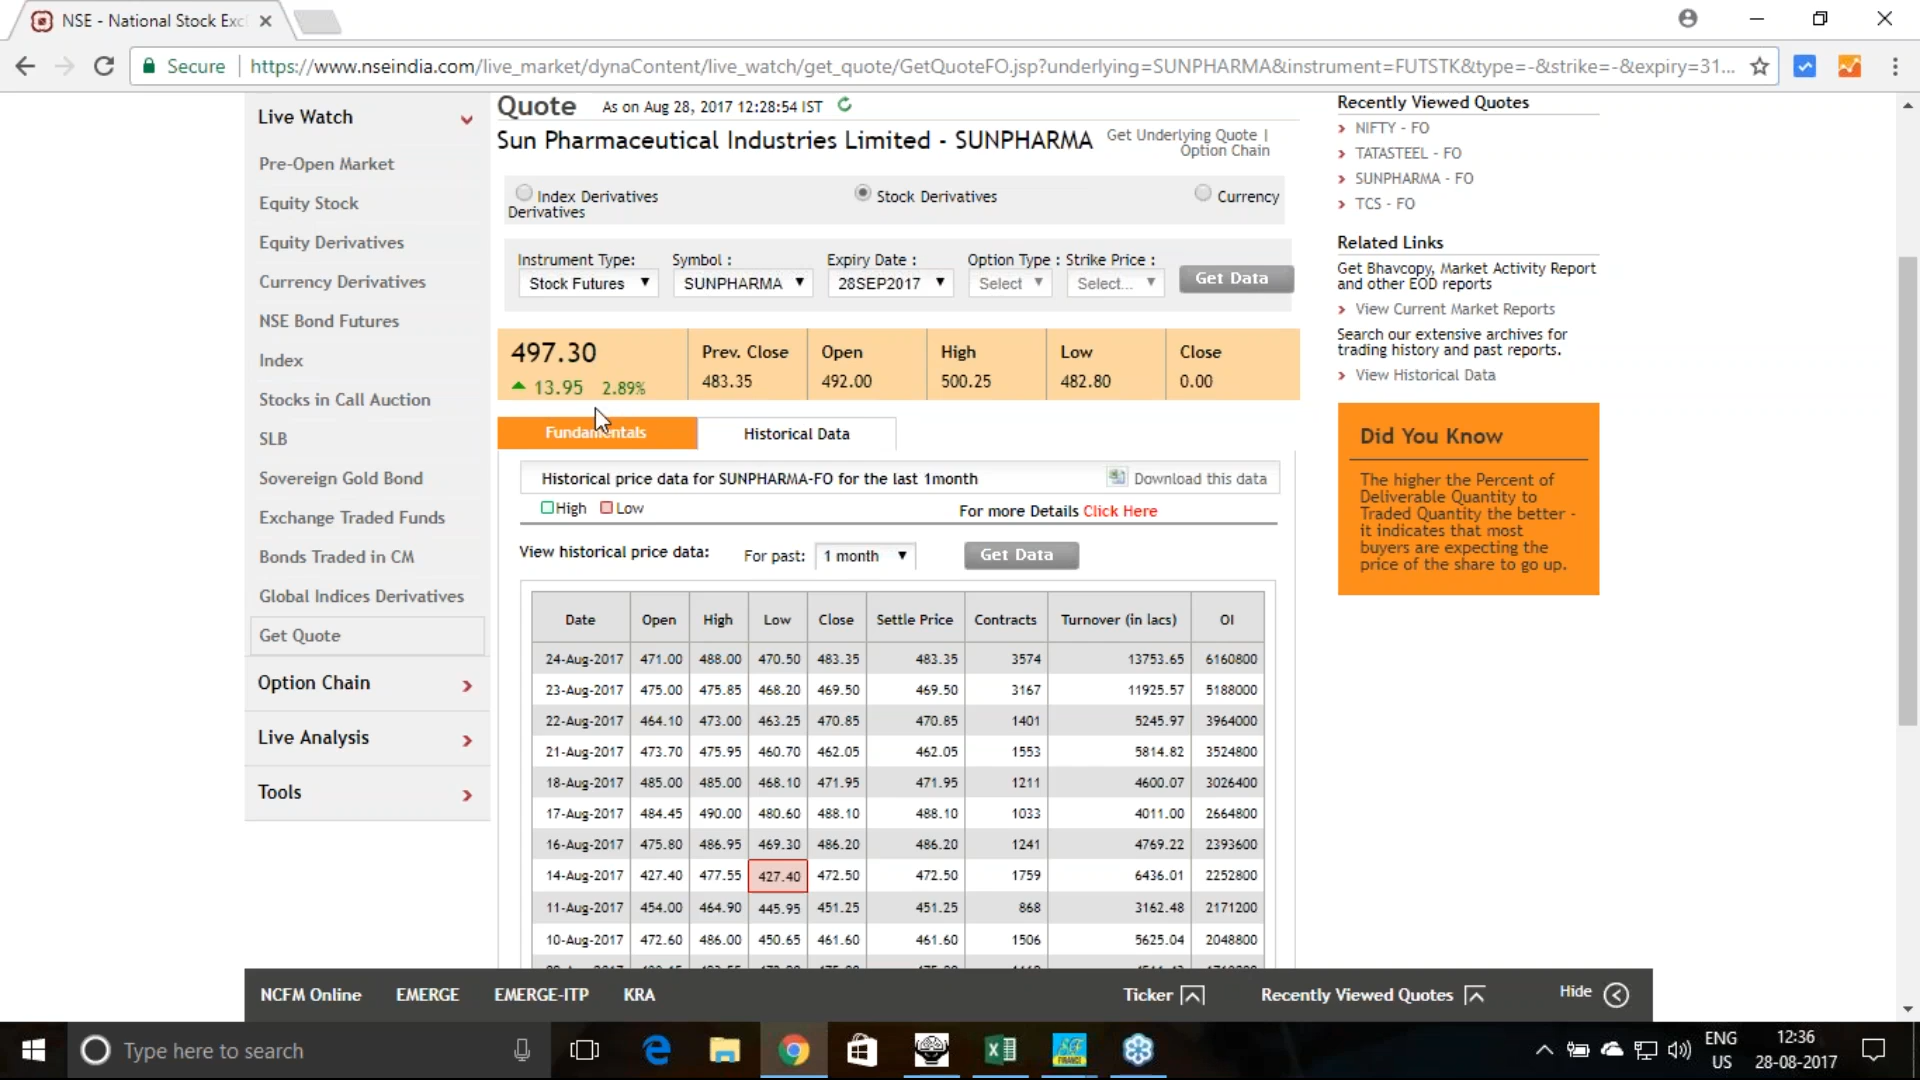 NSE - National Stock Exc
Secure
https://www.nseindia.com/live_market/dynaContent/live_watch/get_quote/GetQuoteFO.jsp?underlying=SUNPHARMA&instrument=FUTSTK&type=-&strike=-&expiry=31...
Live Watch
Pre-Open Market
Equity Stock
Equity Derivatives
Currency Derivatives
NSE Bond Futures
Index
Stocks in Call Auction
SLB
Sovereign Gold Bond
Exchange Traded Funds
Bonds Traded in CM
Global Indices Derivatives
Get Quote
Option Chain
Live Analysis
Tools
Quote As on Aug 28, 2017 12:28:54 IST
Sun Pharmaceutical Industries Limited - SUNPHARMA
Get Underlying Quote |
Option Chain
Index Derivatives Stock Derivatives Currency
Derivatives
Instrument Type: Symbol : Expiry Date : Option Type : Strike Price :
Stock Futures SUNPHARMA 28SEP2017 Select Select... Get Data
497.30 Prev. Close Open High Low Close
13.95 2.89% 483.35 492.00 500.25 482.80 0.00
Fundamentals Historical Data
Historical price data for SUNPHARMA-FO for the last 1month Download this data
High Low For more Details Click Here
View historical price data: For past: 1 month Get Data
Date Open High Low Close Settle Price Contracts Turnover (in lacs) OI
24-Aug-2017 471.00 488.00 470.50 483.35 483.35 3574 13753.65 6160800
23-Aug-2017 475.00 475.85 468.20 469.50 469.50 3167 11925.57 5188000
22-Aug-2017 464.10 473.00 463.25 470.85 470.85 1401 5245.97 3964000
21-Aug-2017 473.70 475.95 460.70 462.05 462.05 1553 5814.82 3524800
18-Aug-2017 485.00 485.00 468.10 471.95 471.95 1211 4600.07 3026400
17-Aug-2017 484.45 490.00 480.60 488.10 488.10 1033 4011.00 2664800
16-Aug-2017 475.80 486.95 469.30 486.20 486.20 1241 4769.22 2393600
14-Aug-2017 427.40 477.55 427.40 472.50 472.50 1759 6436.01 2252800
11-Aug-2017 454.00 464.90 445.95 451.25 451.25 868 3162.48 2171200
10-Aug-2017 472.60 486.00 450.65 461.60 461.60 1506 5625.04 2048800
Recently Viewed Quotes
NIFTY - FO
TATASTEEL - FO
SUNPHARMA - FO
TCS - FO
Related Links
Get Bhavcopy, Market Activity Report
and other EOD reports
View Current Market Reports
Search our extensive archives for
trading history and past reports.
View Historical Data
Did You Know
The higher the Percent of
Deliverable Quantity to
Traded Quantity the better -
it indicates that most
buyers are expecting the
price of the share to go up.
NCFM Online EMERGE EMERGE-ITP KRA Ticker Recently Viewed Quotes Hide
Type here to search
FINANCE
ENG
US
12:36
28-08-2017